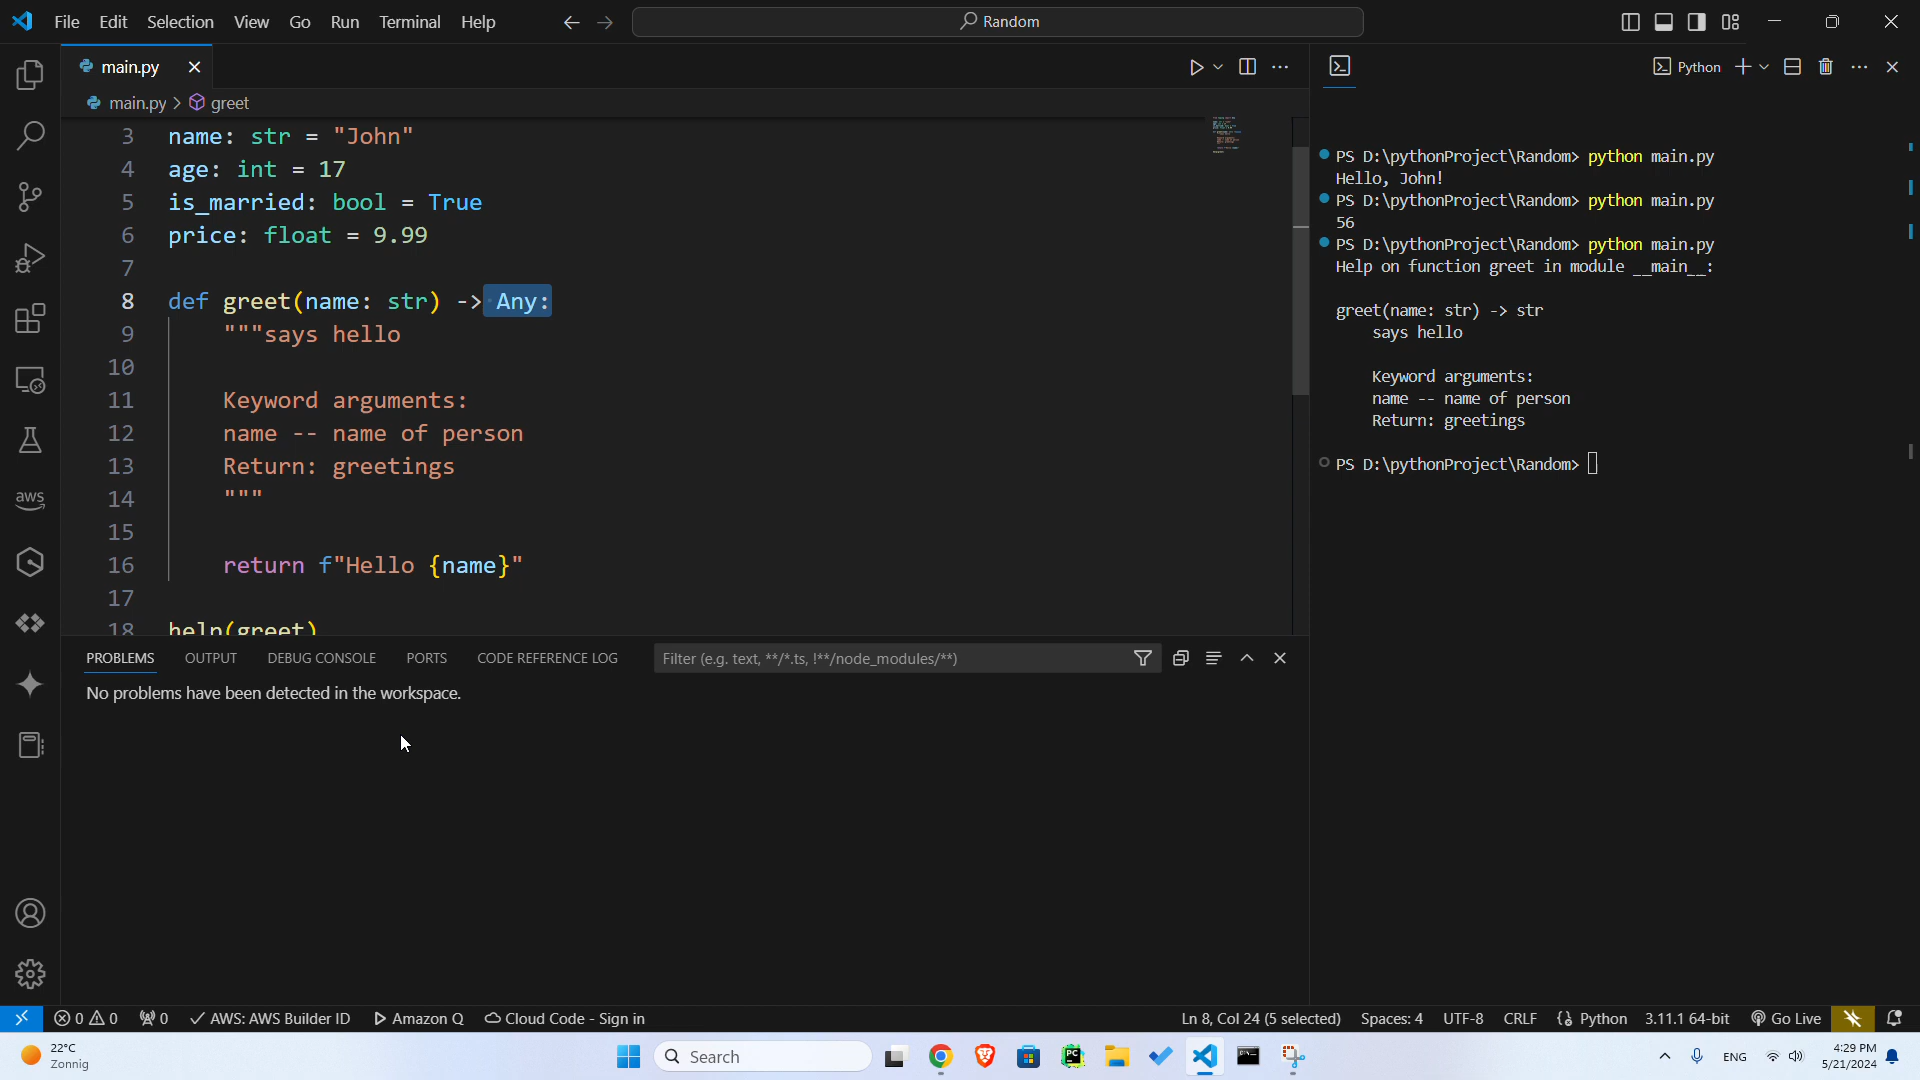 File Edit Selection View Go Run Terminal Help
Random
main.py
Python
main.py > greet
3 name: str = "John"
4 age: int = 17
5 is_married: bool = True
6 price: float = 9.99
7
8 def greet(name: str) -> Any:
9 """says hello
10
11 Keyword arguments:
12 name -- name of person
13 Return: greetings
14 """
15
16 return f"Hello {name}"
17
18 help(greet)
PS D:\pythonProject\Random> python main.py
Hello, John!
PS D:\pythonProject\Random> python main.py
56
PS D:\pythonProject\Random> python main.py
Help on function greet in module __main__:
greet(name: str) -> str
says hello
Keyword arguments:
name -- name of person
Return: greetings
PS D:\pythonProject\Random>
aws
PROBLEMS OUTPUT DEBUG CONSOLE PORTS CODE REFERENCE LOG
Filter (e.g. text, **/*.ts, !**/node_modules/**)
No problems have been detected in the workspace.
0 0 0 AWS: AWS Builder ID Amazon Q Cloud Code - Sign in
Ln 8, Col 24 (5 selected) Spaces: 4 UTF-8 CRLF Python 3.11.1 64-bit Go Live
22°C
Zonnig
Search
PC
ENG
4:29 PM
5/21/2024